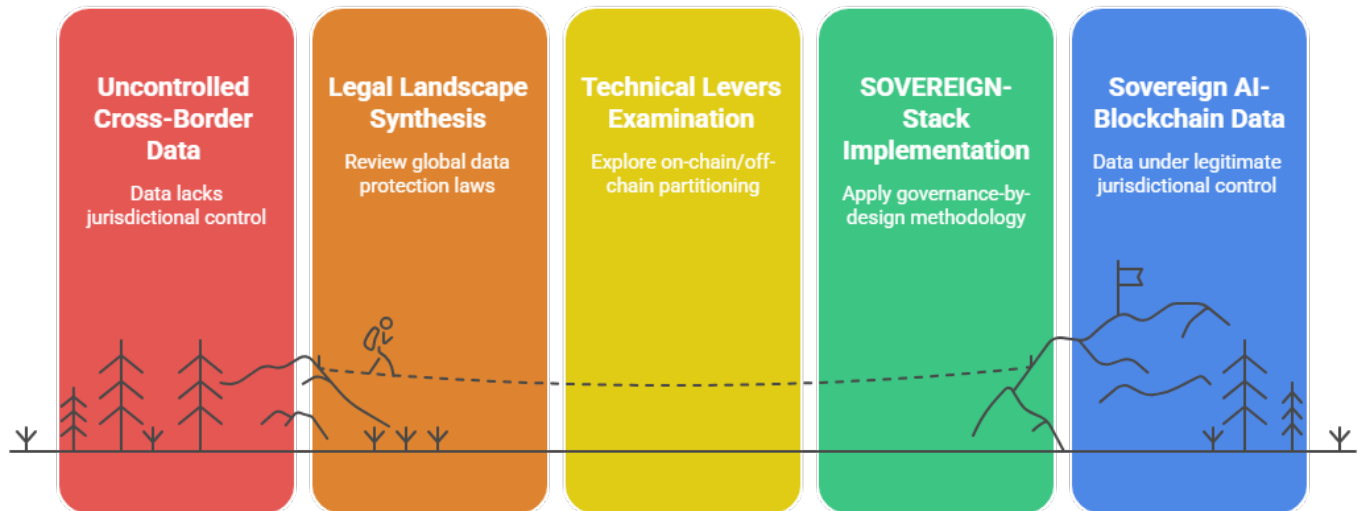 Uncontrolled
Cross-Border
Data
Data lacks
jurisdictional control
Legal Landscape
Synthesis
Review global data
protection laws
Technical Levers
Examination
Explore on-chain/off-
chain partitioning
SOVEREIGN-
Stack
Implementation
Apply governance-by-
design methodology
Sovereign AI-
Blockchain Data
Data under legitimate
jurisdictional control